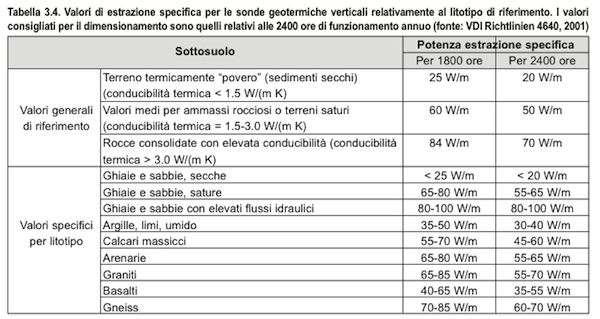 Tabella 3.4. Valori di estrazione specifica per le sonde geotermiche verticali relativamente al litotipo di riferimento. I valori
consigliati per il dimensionamento sono quelli relativi alle 2400 ore di funzionamento annuo (fonte: VDI Richtlinien 4640, 2001)
Sottosuolo
Potenza estrazione specifica
Per 1800 ore
Per 2400 ore
Valori generali
di riferimento
Terreno termicamente “povero” (sedimenti secchi)
(conducibilità termica < 1.5 W/(m K)
25 W/m
20 W/m
Valori medi per ammassi rocciosi o terreni saturi
(conducibilità termica = 1.5-3.0 W/(m K)
60 W/m
50 W/m
Rocce consolidate con elevata conducibilità (conducibilità
termica > 3.0 W/(m K)
84 W/m
70 W/m
Valori specifici
per litotipo
Ghiaie e sabbie, secche
< 25 W/m
< 20 W/m
Ghiaie e sabbie, sature
65-80 W/m
55-65 W/m
Ghiaie e sabbie con elevati flussi idraulici
80-100 W/m
80-100 W/m
Argille, limi, umido
35-50 W/m
30-40 W/m
Calcari massicci
55-70 W/m
45-60 W/m
Arenarie
65-80 W/m
55-65 W/m
Graniti
65-85 W/m
55-70 W/m
Basalti
40-65 W/m
35-55 W/m
Gneiss
70-85 W/m
60-70 W/m